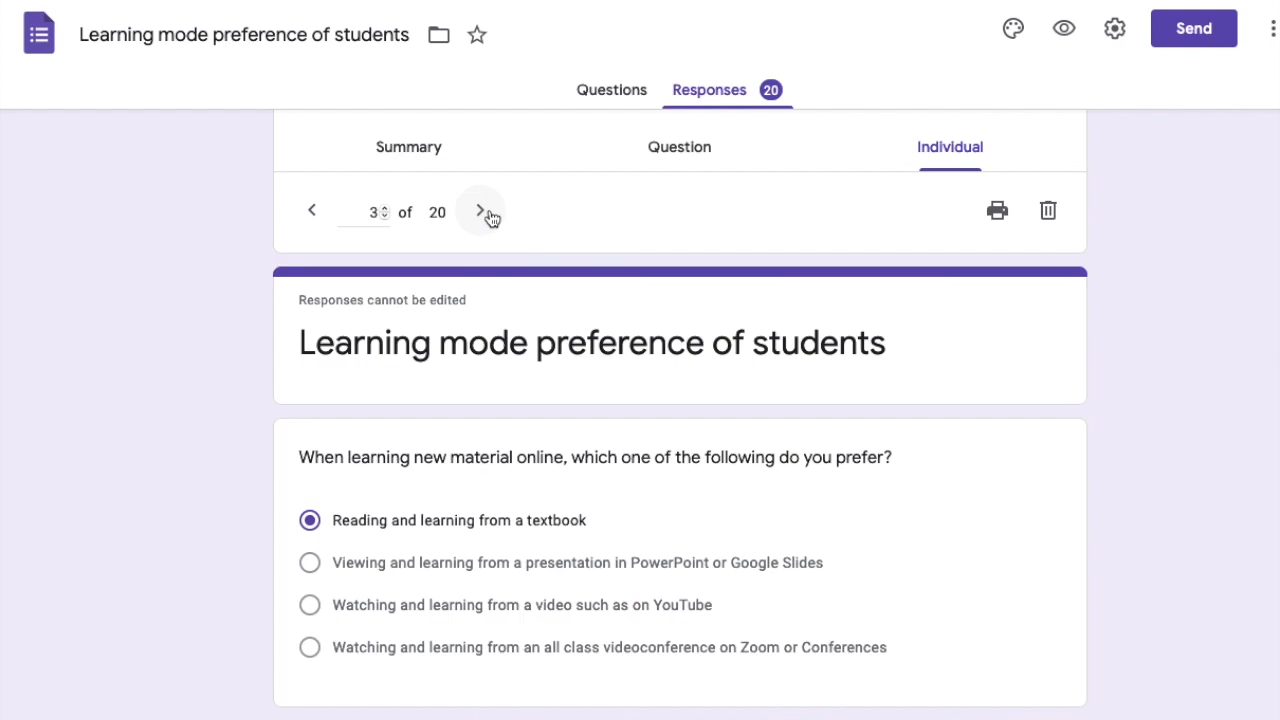 Learning mode preference of students
Send
Questions
Responses 20
Summary
Question
Individual
3 of 20
Responses cannot be edited
Learning mode preference of students
When learning new material online, which one of the following do you prefer?
Reading and learning from a textbook
Viewing and learning from a presentation in PowerPoint or Google Slides
Watching and learning from a video such as on YouTube
Watching and learning from an all class videoconference on Zoom or Conferences